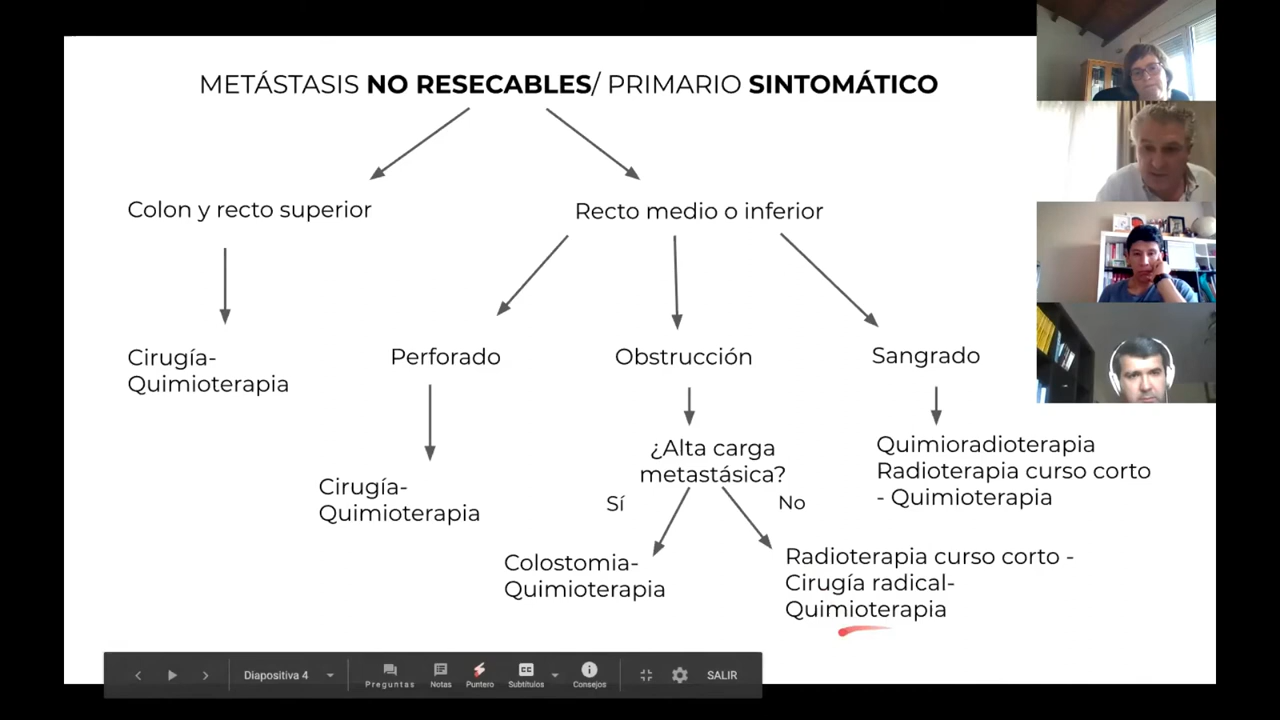 METÁSTASIS NO RESECABLES/ PRIMARIO SINTOMÁTICO
Colon y recto superior
Recto medio o inferior
Cirugía-
Quimioterapia
Perforado
Obstrucción
Sangrado
Cirugía-
Quimioterapia
¿Alta carga
metastásica?
Sí
No
Quimioradioterapia
Radioterapia curso corto
- Quimioterapia
Colostomia-
Quimioterapia
Radioterapia curso corto -
Cirugía radical-
Quimioterapia
Diapositiva 4
Preguntas
Notas
Puntero
CC
Subtítulos
Consejos
SALIR